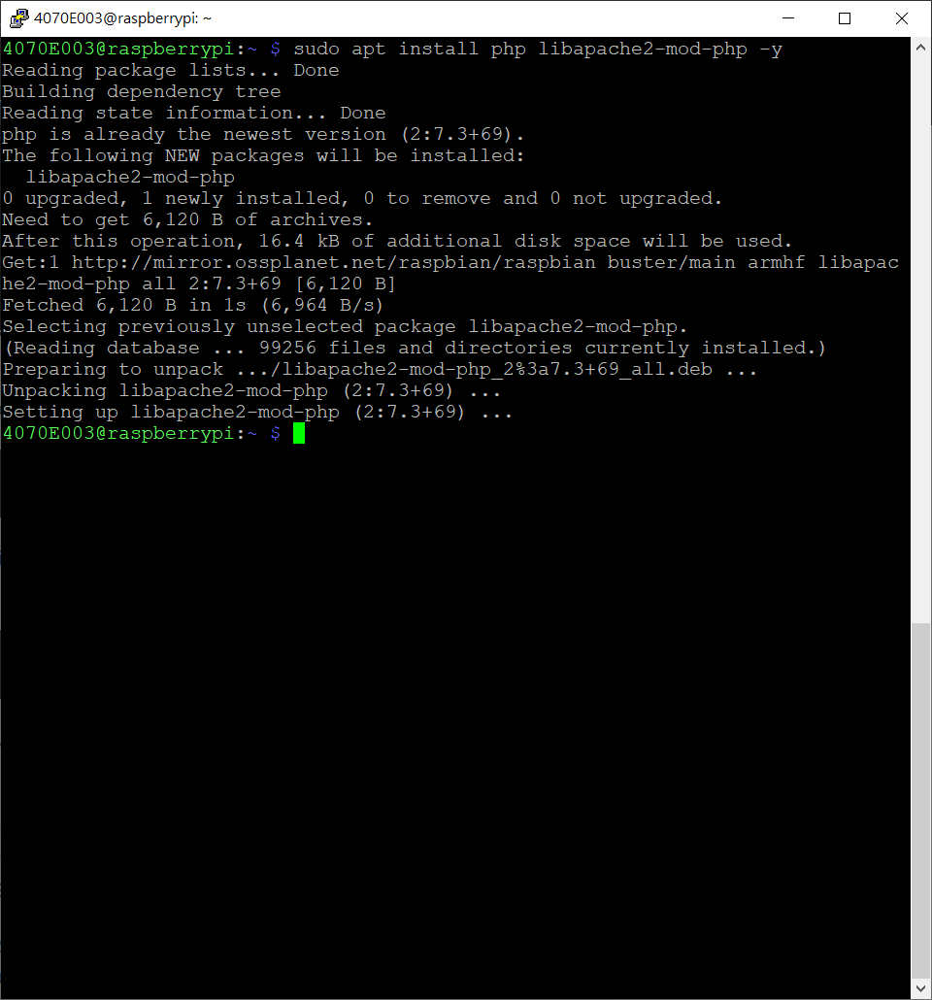 4070E003@raspberrypi: ~
4070E003@raspberrypi:~ $ sudo apt install php libapache2-mod-php -y
Reading package lists... Done
Building dependency tree
Reading state information... Done
php is already the newest version (2:7.3+69).
The following NEW packages will be installed:
  libapache2-mod-php
0 upgraded, 1 newly installed, 0 to remove and 0 not upgraded.
Need to get 6,120 B of archives.
After this operation, 16.4 kB of additional disk space will be used.
Get:1 http://mirror.ossplanet.net/raspbian/raspbian buster/main armhf libapac
he2-mod-php all 2:7.3+69 [6,120 B]
Fetched 6,120 B in 1s (6,964 B/s)
Selecting previously unselected package libapache2-mod-php.
(Reading database ... 99256 files and directories currently installed.)
Preparing to unpack .../libapache2-mod-php_2%3a7.3+69_all.deb ...
Unpacking libapache2-mod-php (2:7.3+69) ...
Setting up libapache2-mod-php (2:7.3+69) ...
4070E003@raspberrypi:~ $